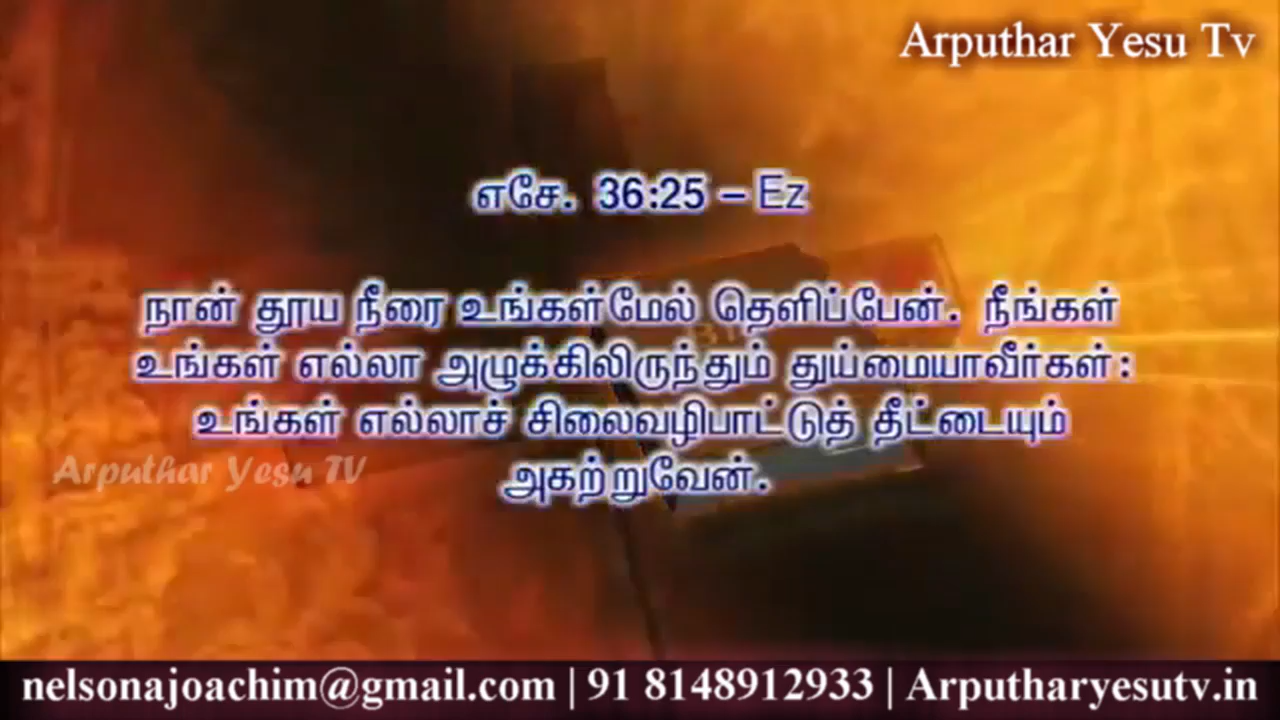 Arputhar Yesu Tv
எசே. 36:25 – Ez
நான் தூய நீரை உங்கள்மேல் தெளிப்பேன். நீங்கள்
உங்கள் எல்லா அழுக்கிலிருந்தும் துய்மையாவீர்கள்:
உங்கள் எல்லாச் சிலைவழிபாட்டுத் தீட்டையும்
அகற்றுவேன்.
Arputhar Yesu TV
nelsonajoachim@gmail.com | 91 8148912933 | Arputharyesutv.in